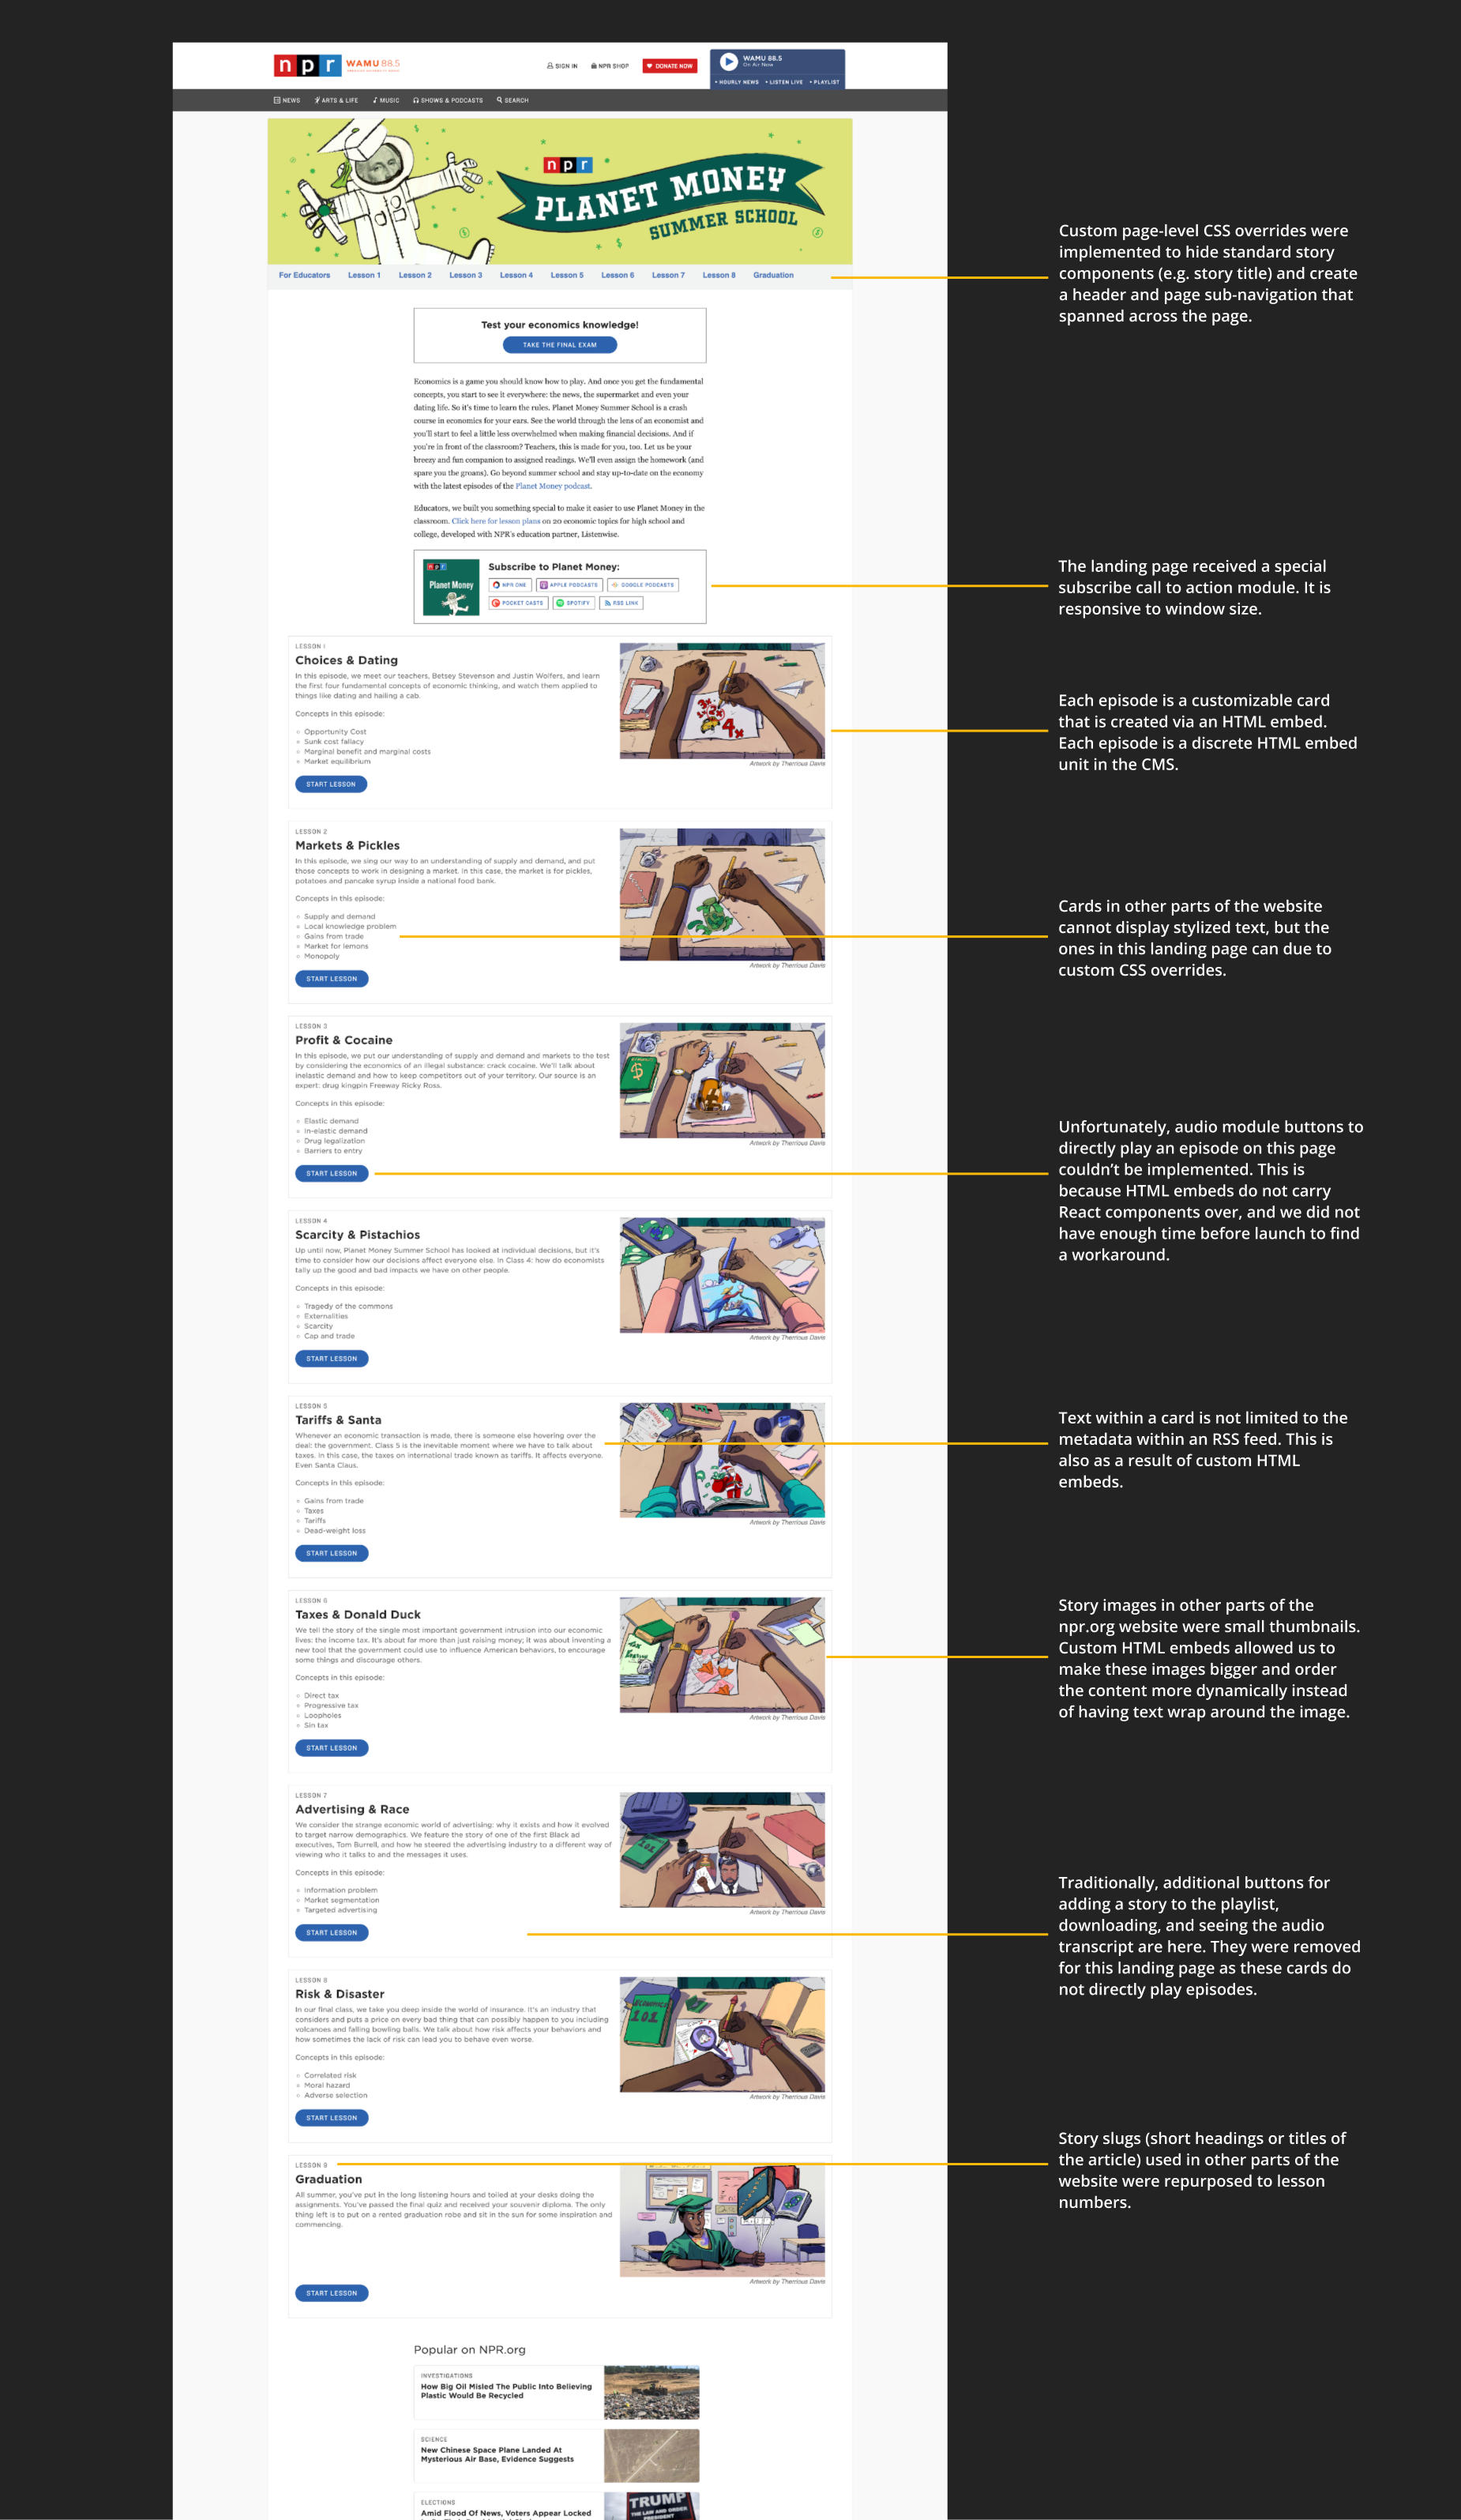 npr WAMU 88.5
AMERICAN UNIVERSITY RADIO
SIGN IN
NPR SHOP
DONATE NOW
WAMU 88.5
On Air Now
HOURLY NEWS
LISTEN LIVE
PLAYLIST
NEWS
ARTS & LIFE
MUSIC
SHOWS & PODCASTS
SEARCH
npr
PLANET MONEY
SUMMER SCHOOL
For Educators
Lesson 1
Lesson 2
Lesson 3
Lesson 4
Lesson 5
Lesson 6
Lesson 7
Lesson 8
Graduation
Custom page-level CSS overrides were
implemented to hide standard story
components (e.g. story title) and create
a header and page sub-navigation that
spanned across the page.
Test your economics knowledge!
TAKE THE FINAL EXAM
Economics is a game you should know how to play. And once you get the fundamental
concepts, you start to see it everywhere: the news, the supermarket and even your
dating life. So it's time to learn the rules. Planet Money Summer School is a crash
course in economics for your ears. See the world through the lens of an economist and
you'll start to feel a little less overwhelmed when making financial decisions. And if
you're in front of the classroom? Teachers, this is made for you, too. Let us be your
breezy and fun companion to assigned readings. We'll even assign the homework (and
spare you the groans). Go beyond summer school and stay up-to-date on the economy
with the latest episodes of the Planet Money podcast.
Educators, we built you something special to make it easier to use Planet Money in the
classroom. Click here for lesson plans on 20 economic topics for high school and
college, developed with NPR's education partner, Listenwise.
npr
Planet Money
Subscribe to Planet Money:
NPR ONE
APPLE PODCASTS
GOOGLE PODCASTS
POCKET CASTS
SPOTIFY
RSS LINK
The landing page received a special
subscribe call to action module. It is
responsive to window size.
LESSON 1
Choices & Dating
In this episode, we meet our teachers, Betsey Stevenson and Justin Wolfers, and learn
the first four fundamental concepts of economic thinking, and watch them applied to
things like dating and hailing a cab.
Concepts in this episode:
Opportunity Cost
Sunk cost fallacy
Marginal benefit and marginal costs
Market equilibrium
START LESSON
Artwork by Therrious Davis
Each episode is a customizable card
that is created via an HTML embed.
Each episode is a discrete HTML embed
unit in the CMS.
LESSON 2
Markets & Pickles
In this episode, we sing our way to an understanding of supply and demand, and put
those concepts to work in designing a market. In this case, the market is for pickles,
potatoes and pancake syrup inside a national food bank.
Concepts in this episode:
Supply and demand
Local knowledge problem
Gains from trade
Market for lemons
Monopoly
START LESSON
Artwork by Therrious Davis
Cards in other parts of the website
cannot display stylized text, but the
ones in this landing page can due to
custom CSS overrides.
LESSON 3
Profit & Cocaine
In this episode, we put our understanding of supply and demand and markets to the test
by considering the economics of an illegal substance: crack cocaine. We'll talk about
inelastic demand and how to keep competitors out of your territory. Our source is an
expert: drug kingpin Freeway Ricky Ross.
Concepts in this episode:
Elastic demand
In-elastic demand
Drug legalization
Barriers to entry
START LESSON
Artwork by Therrious Davis
Unfortunately, audio module buttons to
directly play an episode on this page
couldn't be implemented. This is
because HTML embeds do not carry
React components over, and we did not
have enough time before launch to find
a workaround.
LESSON 4
Scarcity & Pistachios
Up until now, Planet Money Summer School has looked at individual decisions, but it's
time to consider how our decisions affect everyone else. In Class 4: how do economists
tally up the good and bad impacts we have on other people.
Concepts in this episode:
Tragedy of the commons
Externalities
Scarcity
Cap and trade
START LESSON
Artwork by Therrious Davis
LESSON 5
Tariffs & Santa
Whenever an economic transaction is made, there is someone else hovering over the
deal: the government. Class 5 is the inevitable moment where we have to talk about
taxes. In this case, the taxes on international trade known as tariffs. It affects everyone.
Even Santa Claus.
Concepts in this episode:
Gains from trade
Taxes
Tariffs
Dead-weight loss
START LESSON
Artwork by Therrious Davis
Text within a card is not limited to the
metadata within an RSS feed. This is
also as a result of custom HTML
embeds.
LESSON 6
Taxes & Donald Duck
We tell the story of the single most important government intrusion into our economic
lives: the income tax. It's about far more than just raising money; it was about inventing a
new tool that the government could use to influence American behaviors, to encourage
some things and discourage others.
Concepts in this episode:
Direct tax
Progressive tax
Loopholes
Sin tax
START LESSON
Artwork by Therrious Davis
Story images in other parts of the
npr.org website were small thumbnails.
Custom HTML embeds allowed us to
make these images bigger and order
the content more dynamically instead
of having text wrap around the image.
LESSON 7
Advertising & Race
We consider the strange economic world of advertising: why it exists and how it evolved
to target narrow demographics. We feature the story of one of the first Black ad
executives, Tom Burrell, and how he steered the advertising industry to a different way of
viewing who it talks to and the messages it uses.
Concepts in this episode:
Information problem
Market segmentation
Targeted advertising
START LESSON
Artwork by Therrious Davis
Traditionally, additional buttons for
adding a story to the playlist,
downloading, and seeing the audio
transcript are here. They were removed
for this landing page as these cards do
not directly play episodes.
LESSON 8
Risk & Disaster
In our final class, we take you deep inside the world of insurance. It's an industry that
considers and puts a price on every bad thing that can possibly happen to you including
volcanoes and falling bowling balls. We talk about how risk affects your behaviors and
how sometimes the lack of risk can lead you to behave even worse.
Concepts in this episode:
Correlated risk
Moral hazard
Adverse selection
START LESSON
101
Artwork by Therrious Davis
LESSON 9
Graduation
All summer, you've put in the long listening hours and toiled at your desks doing the
assignments. You've passed the final quiz and received your souvenir diploma. The only
thing left is to put on a rented graduation robe and sit in the sun for some inspiration and
commencing.
START LESSON
Artwork by Therrious Davis
Story slugs (short headings or titles of
the article) used in other parts of the
website were repurposed to lesson
numbers.
Popular on NPR.org
INVESTIGATIONS
How Big Oil Misled The Public Into Believing
Plastic Would Be Recycled
SCIENCE
New Chinese Space Plane Landed At
Mysterious Air Base, Evidence Suggests
ELECTIONS
Amid Flood Of News, Voters Appear Locked
TRUMP
THE LAW AND ORDER
PRESIDENT